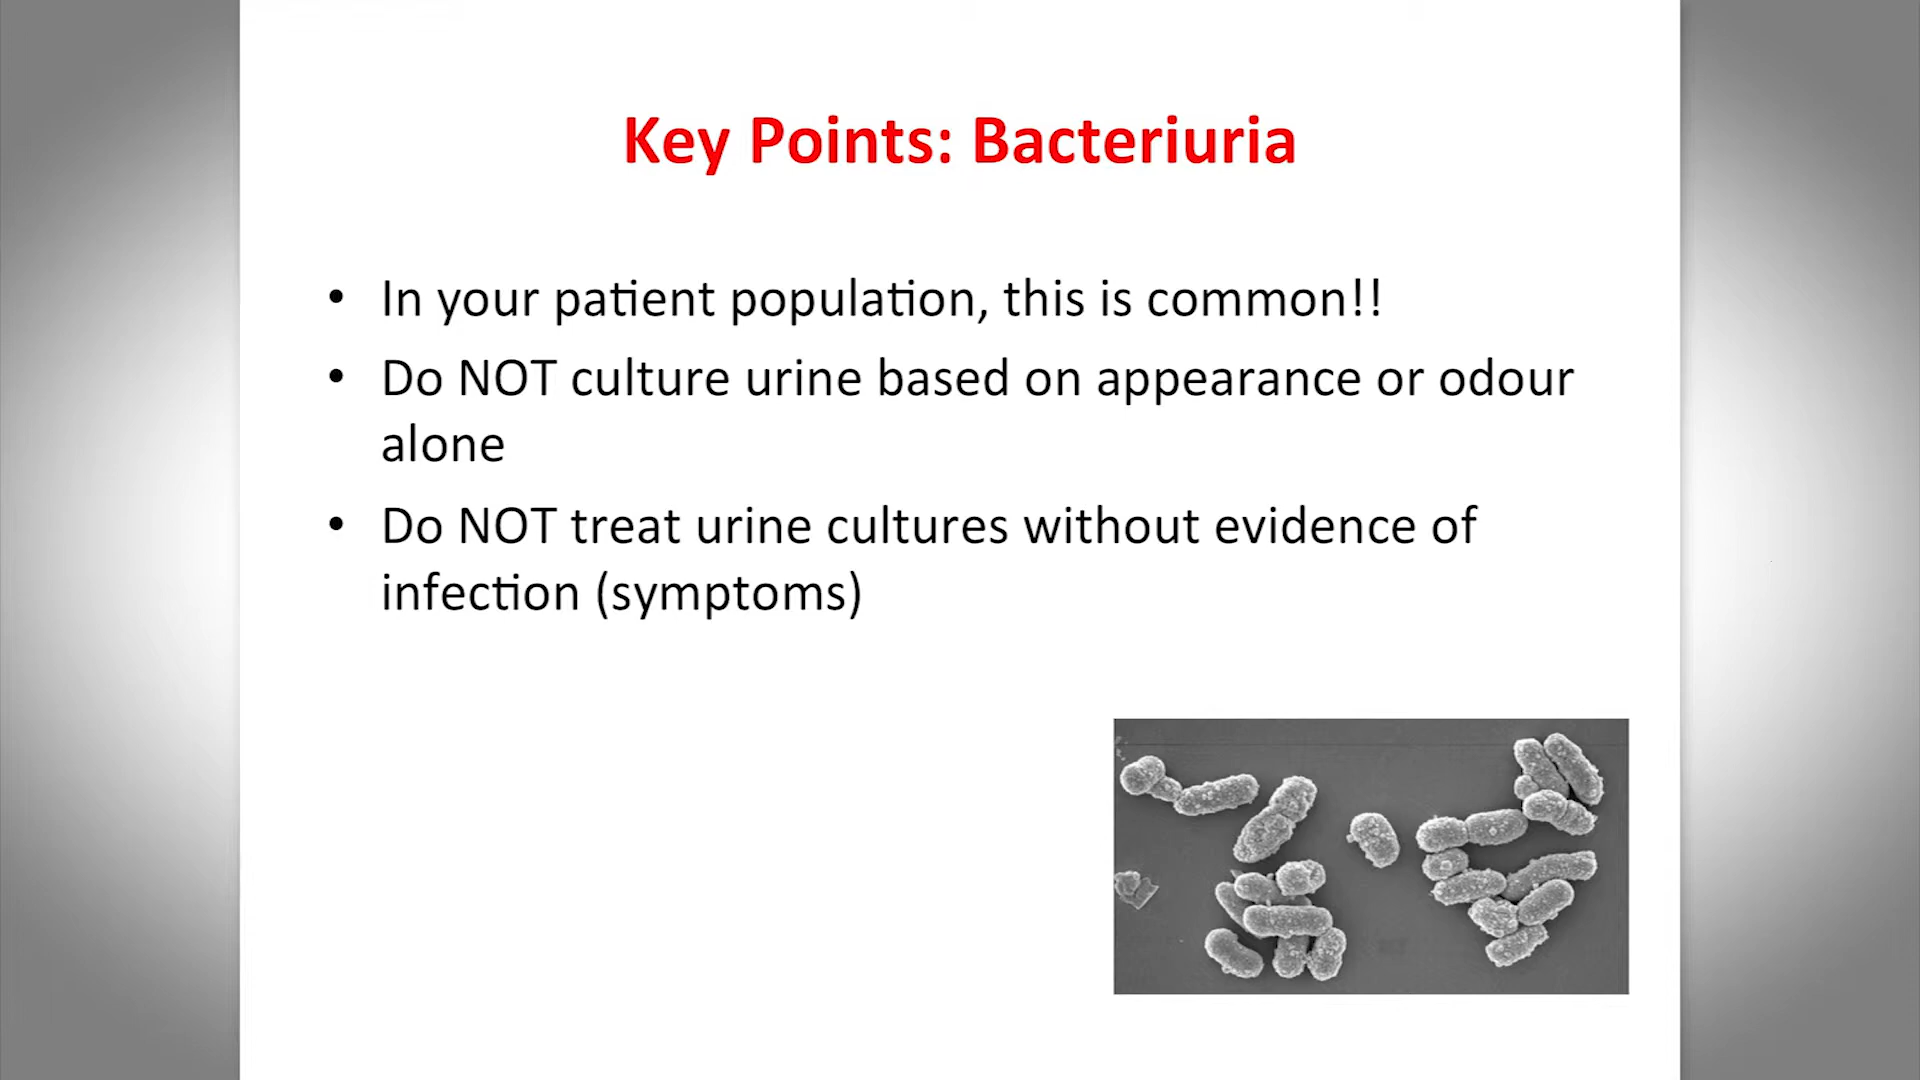 Key Points: Bacteriuria
• In your patient population, this is common!!
• Do NOT culture urine based on appearance or odour
alone
• Do NOT treat urine cultures without evidence of
infection (symptoms)